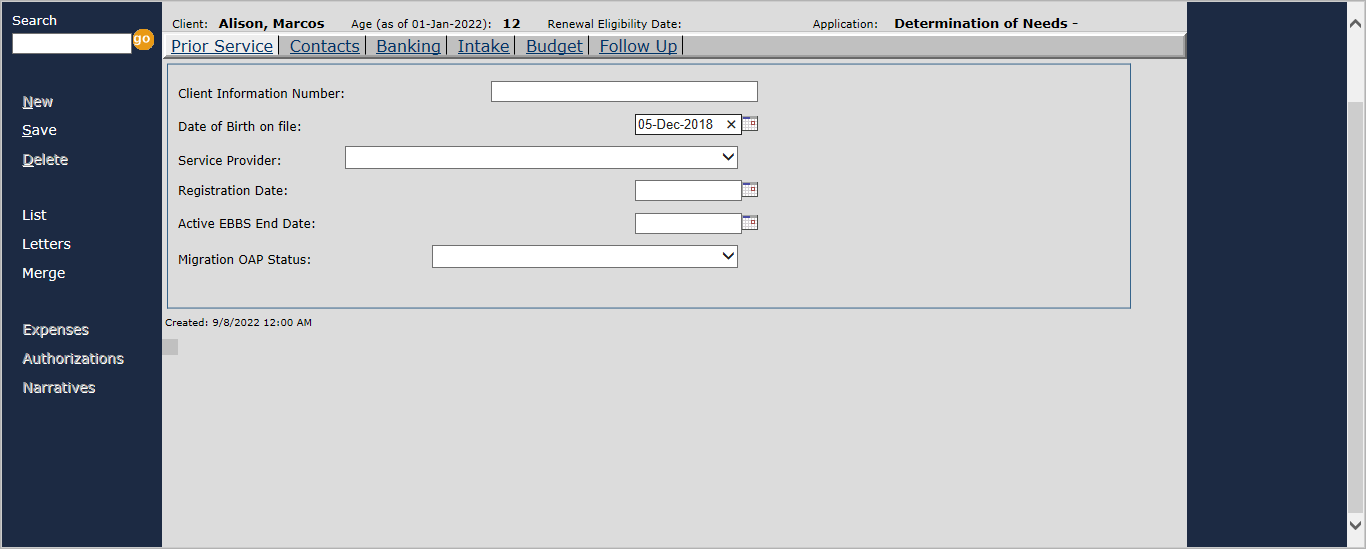 Search
go
New
Save
Delete
List
Letters
Merge
Expenses
Authorizations
Narratives
Client: Alison, Marcos Age (as of 01-Jan-2022): 12 Renewal Eligibility Date: Application: Determination of Needs -
Prior Service Contacts Banking Intake Budget Follow Up
Client Information Number:
Date of Birth on file: 05-Dec-2018
Service Provider:
Registration Date:
Active EBBS End Date:
Migration OAP Status:
Created: 9/8/2022 12:00 AM